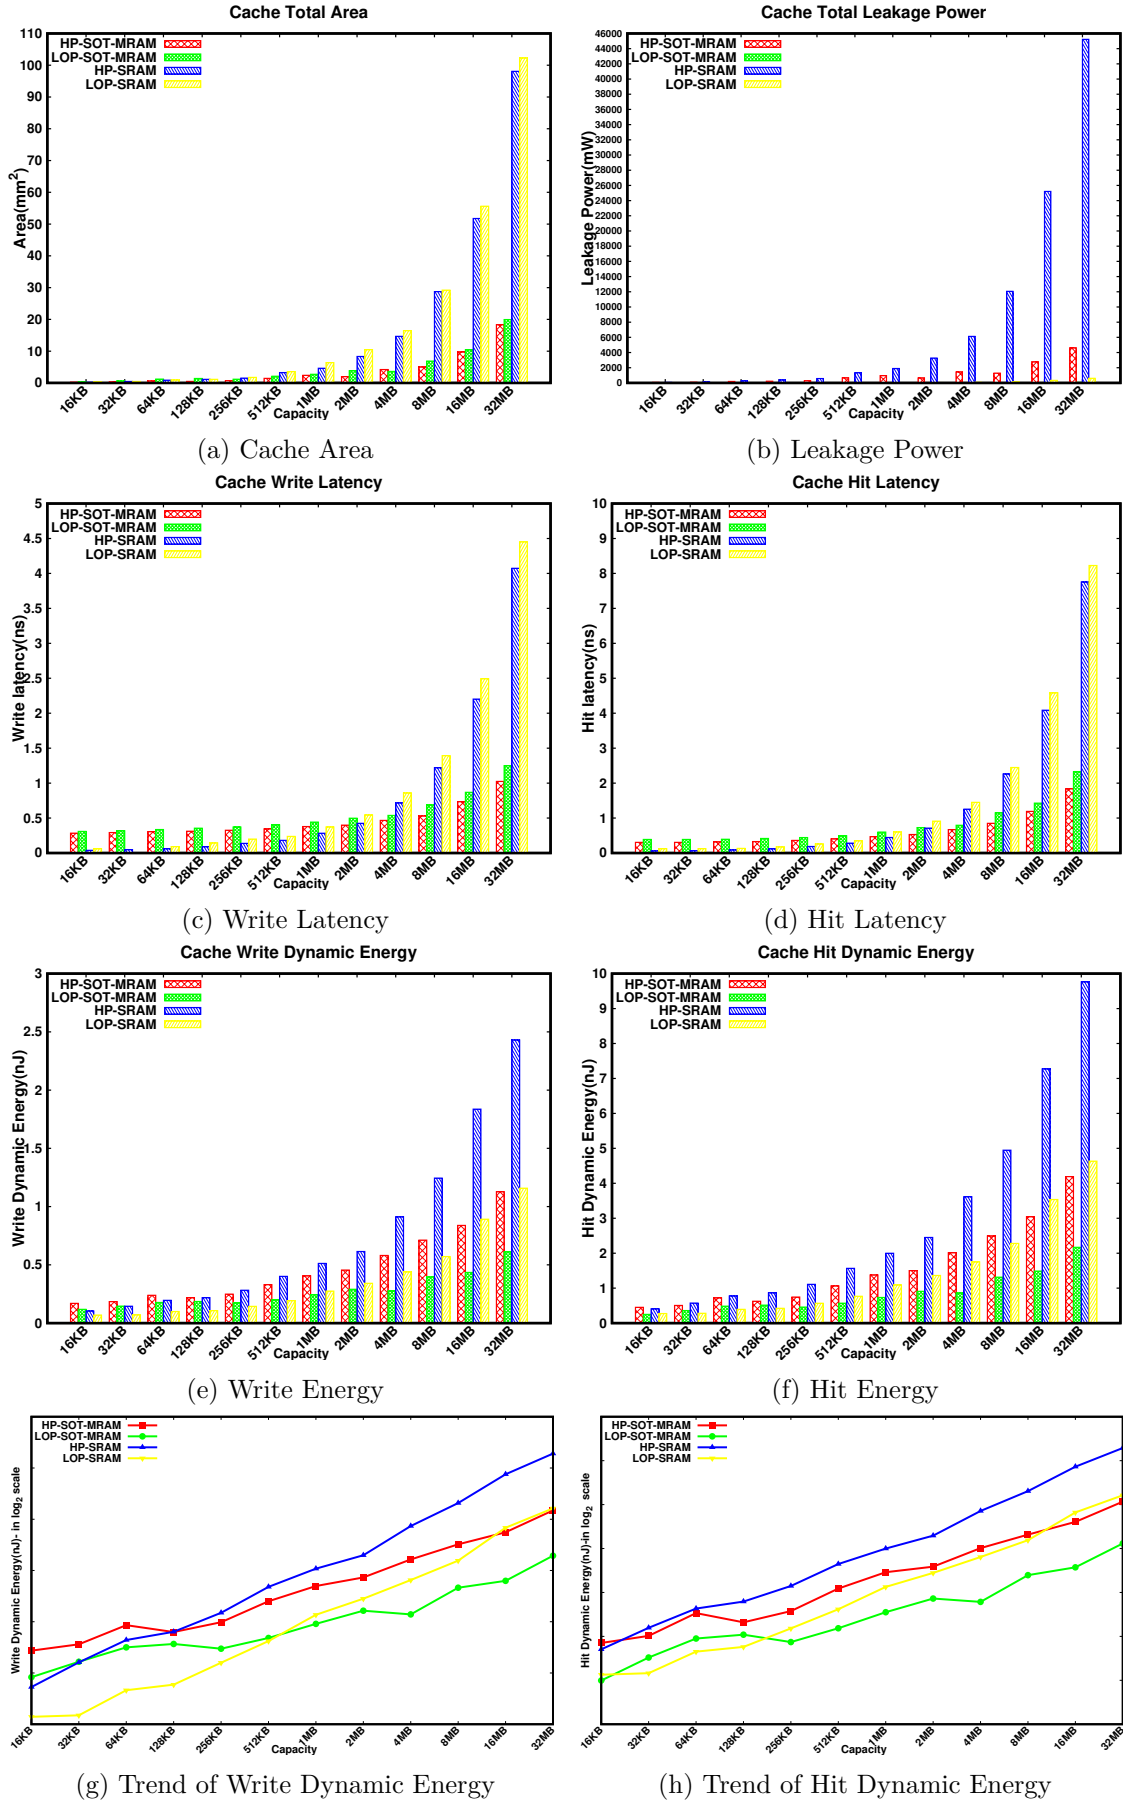 Cache Total Area
HP-SOT-MRAM
LOP-SOT-MRAM
HP-SRAM
LOP-SRAM
110
100
90
80
70
60
50
40
30
20
10
0
Area(mm²)
16KB 32KB 64KB 128KB 256KB 512KB 1MB 2MB 4MB 8MB 16MB 32MB
Capacity
(a) Cache Area
Cache Total Leakage Power
HP-SOT-MRAM
LOP-SOT-MRAM
HP-SRAM
LOP-SRAM
46000
44000
42000
40000
38000
36000
34000
32000
30000
28000
26000
24000
22000
20000
18000
16000
14000
12000
10000
8000
6000
4000
2000
0
Leakage Power(mW)
16KB 32KB 64KB 128KB 256KB 512KB 1MB 2MB 4MB 8MB 16MB 32MB
Capacity
(b) Leakage Power
Cache Write Latency
HP-SOT-MRAM
LOP-SOT-MRAM
HP-SRAM
LOP-SRAM
5
4.5
4
3.5
3
2.5
2
1.5
1
0.5
0
Write latency(ns)
16KB 32KB 64KB 128KB 256KB 512KB 1MB 2MB 4MB 8MB 16MB 32MB
Capacity
(c) Write Latency
Cache Hit Latency
HP-SOT-MRAM
LOP-SOT-MRAM
HP-SRAM
LOP-SRAM
10
8
6
4
2
0
Hit latency(ns)
16KB 32KB 64KB 128KB 256KB 512KB 1MB 2MB 4MB 8MB 16MB 32MB
Capacity
(d) Hit Latency
Cache Write Dynamic Energy
HP-SOT-MRAM
LOP-SOT-MRAM
HP-SRAM
LOP-SRAM
3
2.5
2
1.5
1
0.5
0
Write Dynamic Energy(nJ)
16KB 32KB 64KB 128KB 256KB 512KB 1MB 2MB 4MB 8MB 16MB 32MB
Capacity
(e) Write Energy
Cache Hit Dynamic Energy
HP-SOT-MRAM
LOP-SOT-MRAM
HP-SRAM
LOP-SRAM
10
9
8
7
6
5
4
3
2
1
0
Hit Dynamic Energy(nJ)
16KB 32KB 64KB 128KB 256KB 512KB 1MB 2MB 4MB 8MB 16MB 32MB
Capacity
(f) Hit Energy
HP-SOT-MRAM
LOP-SOT-MRAM
HP-SRAM
LOP-SRAM
Write Dynamic Energy(nJ)- in log₂ scale
16KB 32KB 64KB 128KB 256KB 512KB 1MB 2MB 4MB 8MB 16MB 32MB
Capacity
(g) Trend of Write Dynamic Energy
HP-SOT-MRAM
LOP-SOT-MRAM
HP-SRAM
LOP-SRAM
Hit Dynamic Energy(nJ)-in log₂ scale
16KB 32KB 64KB 128KB 256KB 512KB 1MB 2MB 4MB 8MB 16MB 32MB
Capacity
(h) Trend of Hit Dynamic Energy